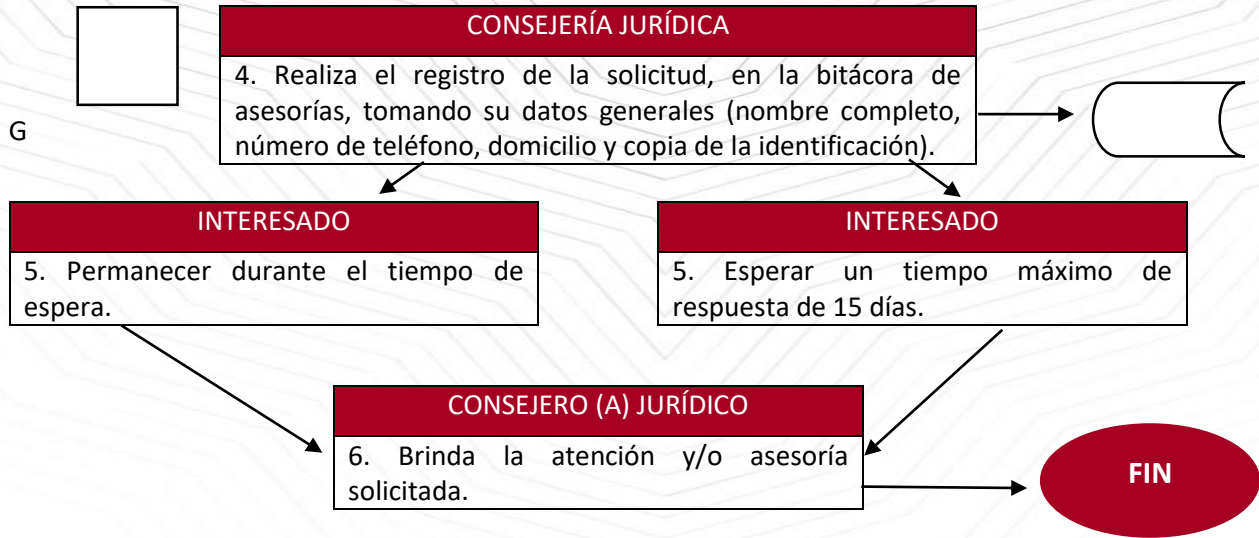 CONSEJERÍA JURÍDICA
4. Realiza el registro de la solicitud, en la bitácora de
asesorías, tomando su datos generales (nombre completo,
número de teléfono, domicilio y copia de la identificación).
G
INTERESADO
5. Permanecer durante el tiempo de
espera.
INTERESADO
5. Esperar un tiempo máximo de
respuesta de 15 días.
CONSEJERO (A) JURÍDICO
6. Brinda la atención y/o asesoría
solicitada.
FIN